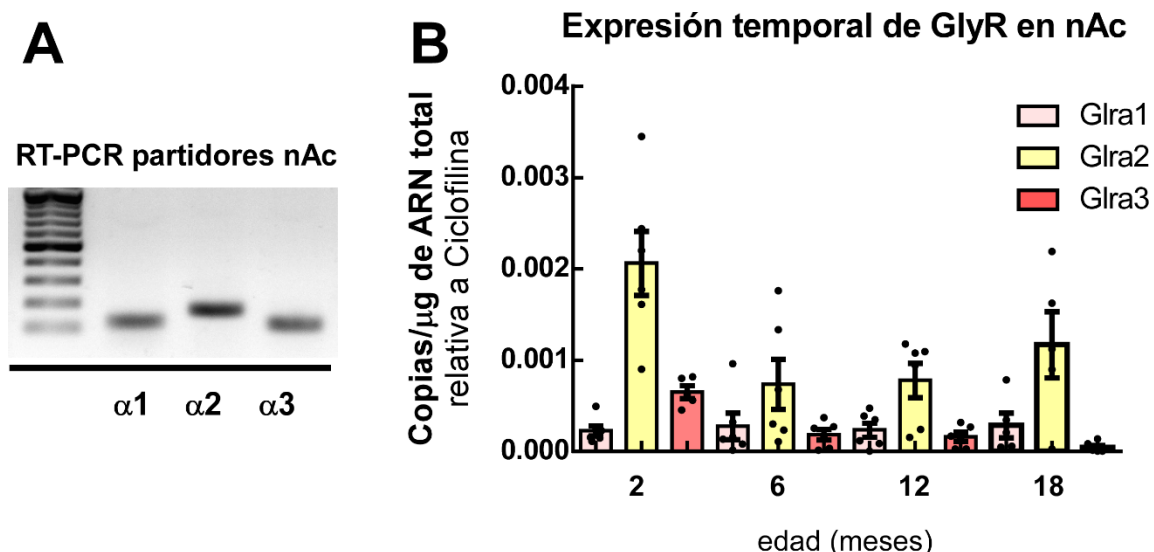 A
RT-PCR partidores nAc
α1 α2 α3
B
Expresión temporal de GlyR en nAc
Copias/μg de ARN total
relativa a Ciclofilina
0.004
0.003
0.002
0.001
0.000
Glra1
Glra2
Glra3
2 6 12 18
edad (meses)